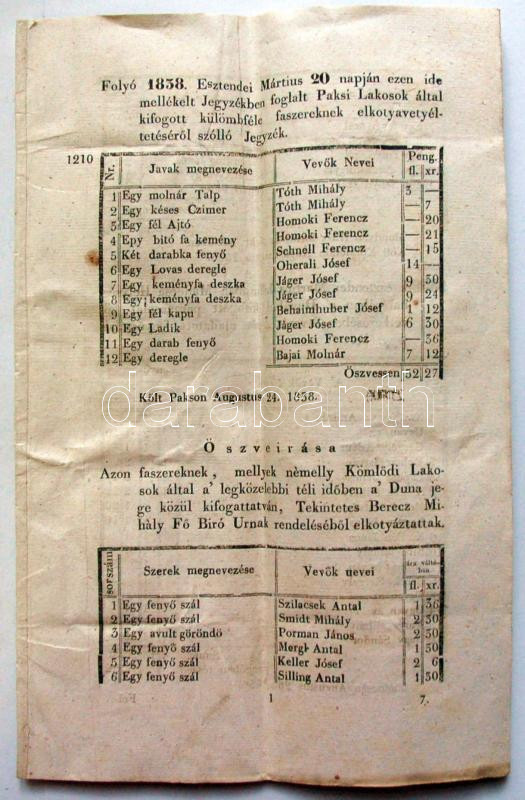 Folyó 1838. Esztendei Mártius 20 napján ezen ide
mellékelt Jegyzékben foglalt Paksi Lakosok által
kifogott külömbféle faszereknek elkotyavetyél-
tetéséről szólló Jegyzék.
1210
Nr. Javak megnevezése Vevők Nevei Peng. fl. xr.
1 Egy molnár Talp Tóth Mihály 3 —
2 Egy késes Czimer Tóth Mihály — 7
3 Egy fél Ajtó Homoki Ferencz — 20
4 Epy bitó fa kemény Homoki Ferencz — 21
5 Két darabka fenyő Schnell Ferencz — 15
6 Egy Lovas deregle Oherali Jósef 14 —
7 Egy keményfa deszka Jáger Jósef 9 30
8 Egy keményfa deszka Jáger Jósef 9 24
9 Egy fél kapu Behaimhuber Jósef 1 12
10 Egy Ladik Jáger Jósef 6 30
11 Egy darab fenyő Homoki Ferencz — 36
12 Egy deregle Bajai Molnár 7 12
Öszvessen 52 27
Költ Pakson Augustus 24. 1838.
darabanth
Öszveirása
Azon faszereknek, mellyek némelly Kömlődi Lako-
sok által a' legközelebbi téli időben a' Duna je-
ge közül kifogattatván, Tekintetes Berecz Mi-
hály Fő Biró Urnak rendeléséből elkotyáztattak.
sorszám Szerek megnevezése Vevők nevei árx váltó-ban fl. xr.
1 Egy fenyő szál Szilacsek Antal 1 36
2 Egy fenyő szál Smidt Mihály 2 30
3 Egy avult göröndö Porman János 2 50
4 Egy fenyő szál Mergl Antal 1 50
5 Egy fenyő szál Keller Jósef 2 6
6 Egy fenyő szál Silling Antal 1 30
1 7.